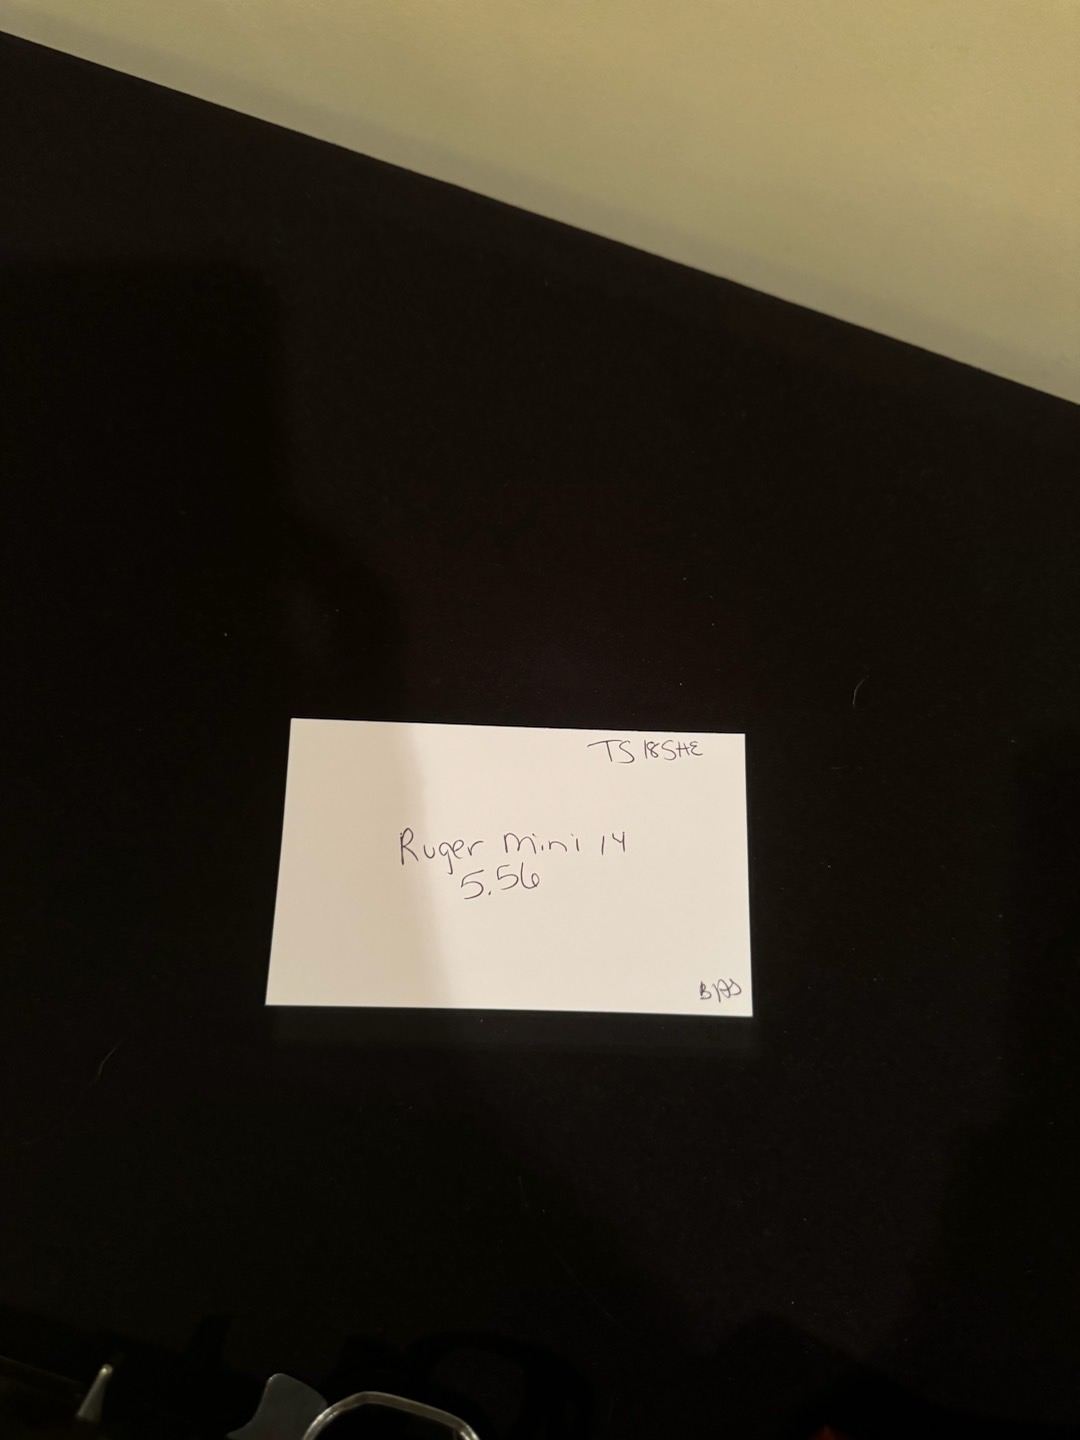 TS 18SHE
Ruger Mini 14
5.56